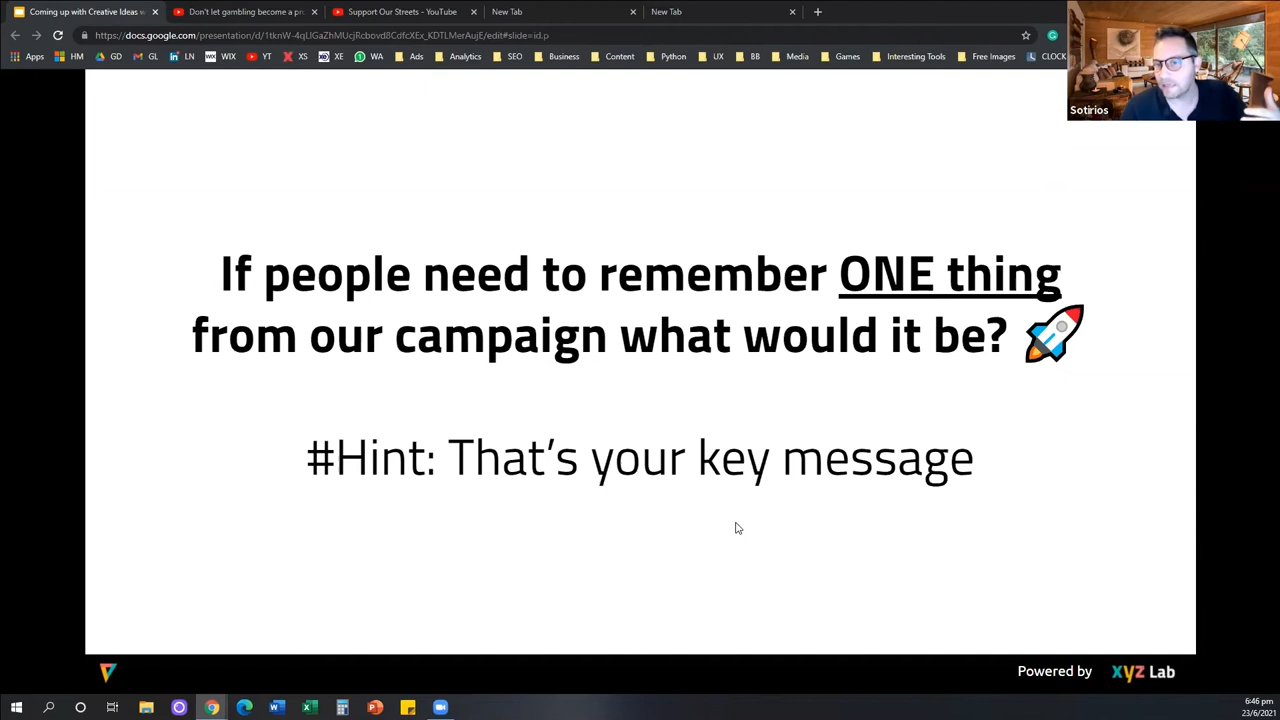 Coming up with Creative Ideas w
Don't let gambling become a pr
Support Our Streets - YouTube
New Tab
New Tab
https://docs.google.com/presentation/d/1tknW-4qLlGaZhMUcjRcbovd8CdfcXEx_KDTLMerAujE/edit#slide=id.p
Apps HM GD GL LN WIX YT XS XE WA Ads Analytics SEO Business Content Python UX BB Media Games Interesting Tools Free Images CLOCK
Sotirios
If people need to remember ONE thing
from our campaign what would it be? 🚀
#Hint: That's your key message
Powered by XYZ Lab
6:46 pm
23/6/2021